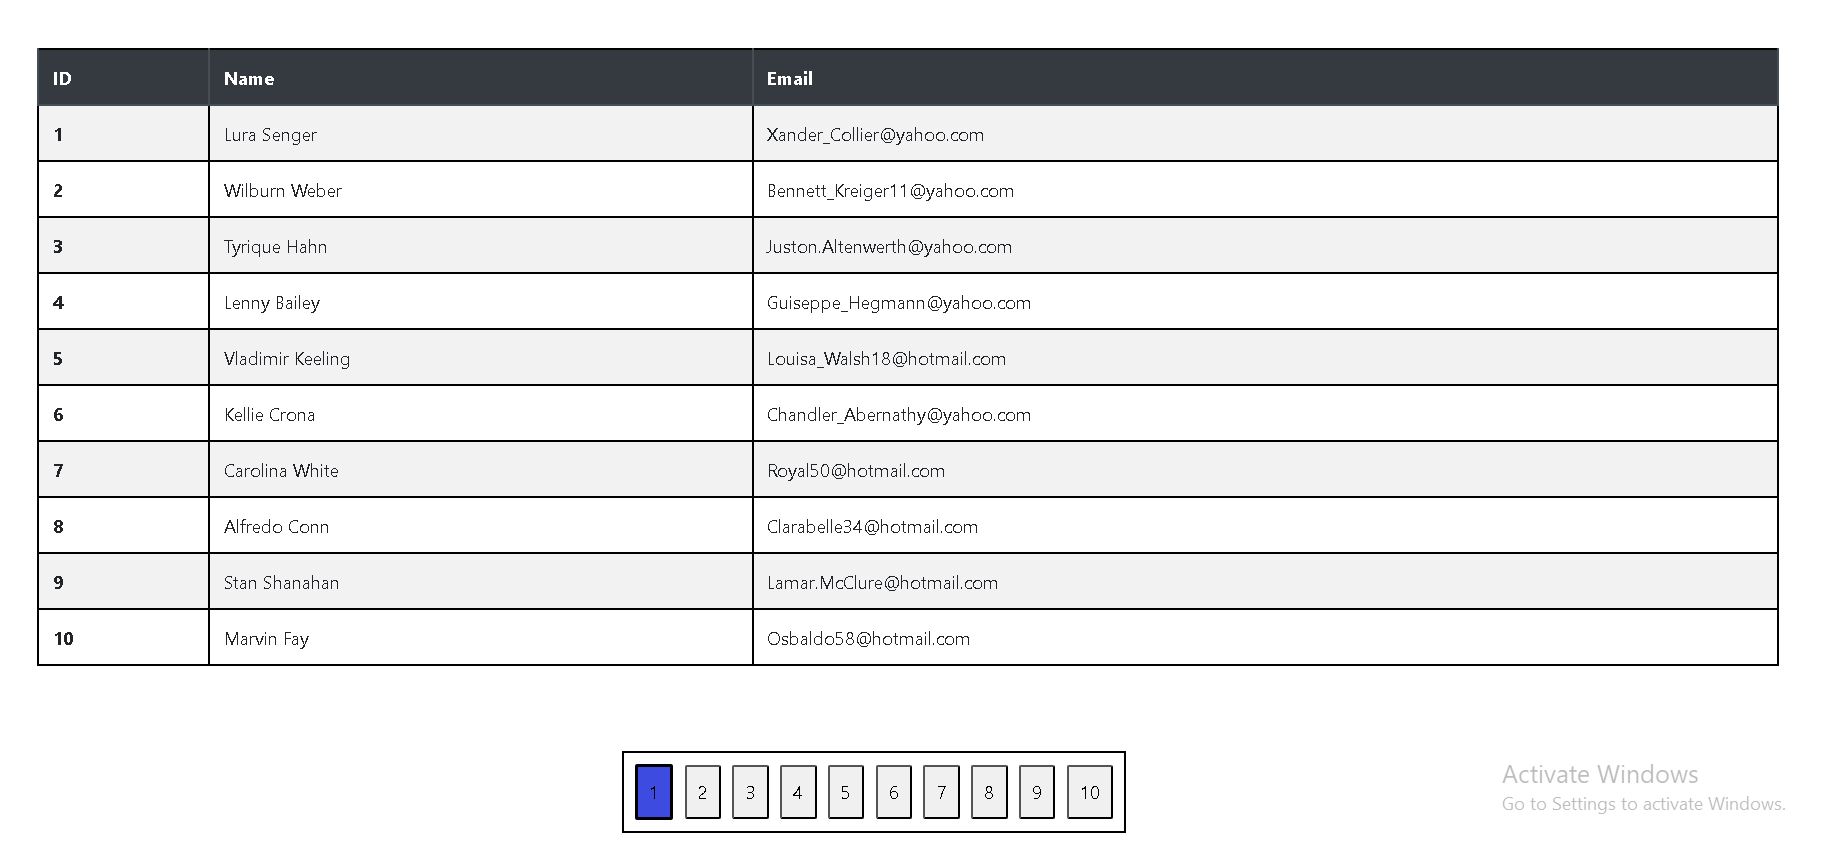 ID Name Email
1 Lura Senger Xander_Collier@yahoo.com
2 Wilburn Weber Bennett_Kreiger11@yahoo.com
3 Tyrique Hahn Juston.Altenwerth@yahoo.com
4 Lenny Bailey Guiseppe_Hegmann@yahoo.com
5 Vladimir Keeling Louisa_Walsh18@hotmail.com
6 Kellie Crona Chandler_Abernathy@yahoo.com
7 Carolina White Royal50@hotmail.com
8 Alfredo Conn Clarabelle34@hotmail.com
9 Stan Shanahan Lamar.McClure@hotmail.com
10 Marvin Fay Osbaldo58@hotmail.com
1 2 3 4 5 6 7 8 9 10
Activate Windows
Go to Settings to activate Windows.